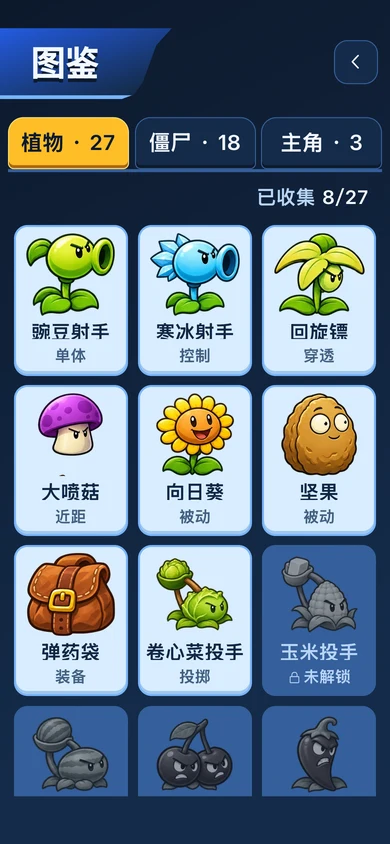 图鉴
植物 · 27
僵尸 · 18
主角 · 3
已收集 8/27
豌豆射手
单体
寒冰射手
控制
回旋镖
穿透
大喷菇
近距
向日葵
被动
坚果
被动
弹药袋
装备
卷心菜投手
投掷
玉米投手
未解锁